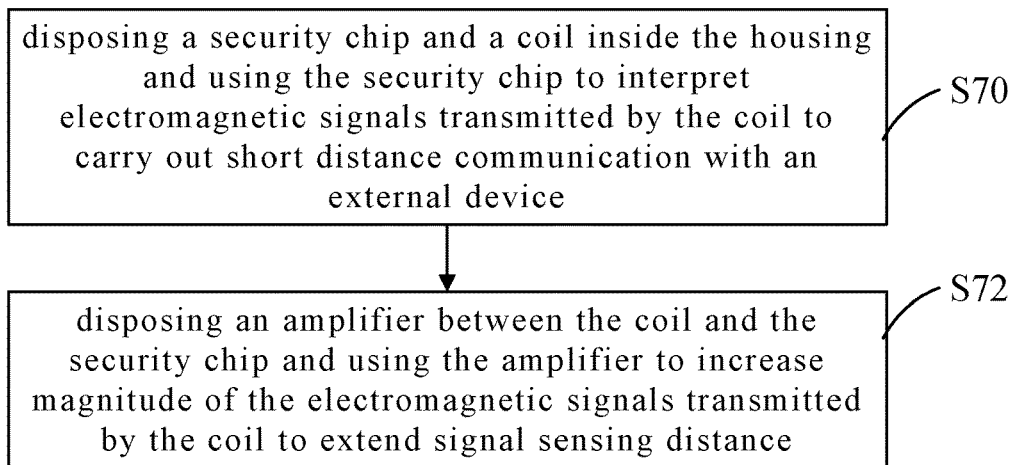 disposing a security chip and a coil inside the housing
and using the security chip to interpret
electromagnetic signals transmitted by the coil to
carry out short distance communication with an
external device
S70
disposing an amplifier between the coil and the
security chip and using the amplifier to increase
magnitude of the electromagnetic signals transmitted
by the coil to extend signal sensing distance
S72